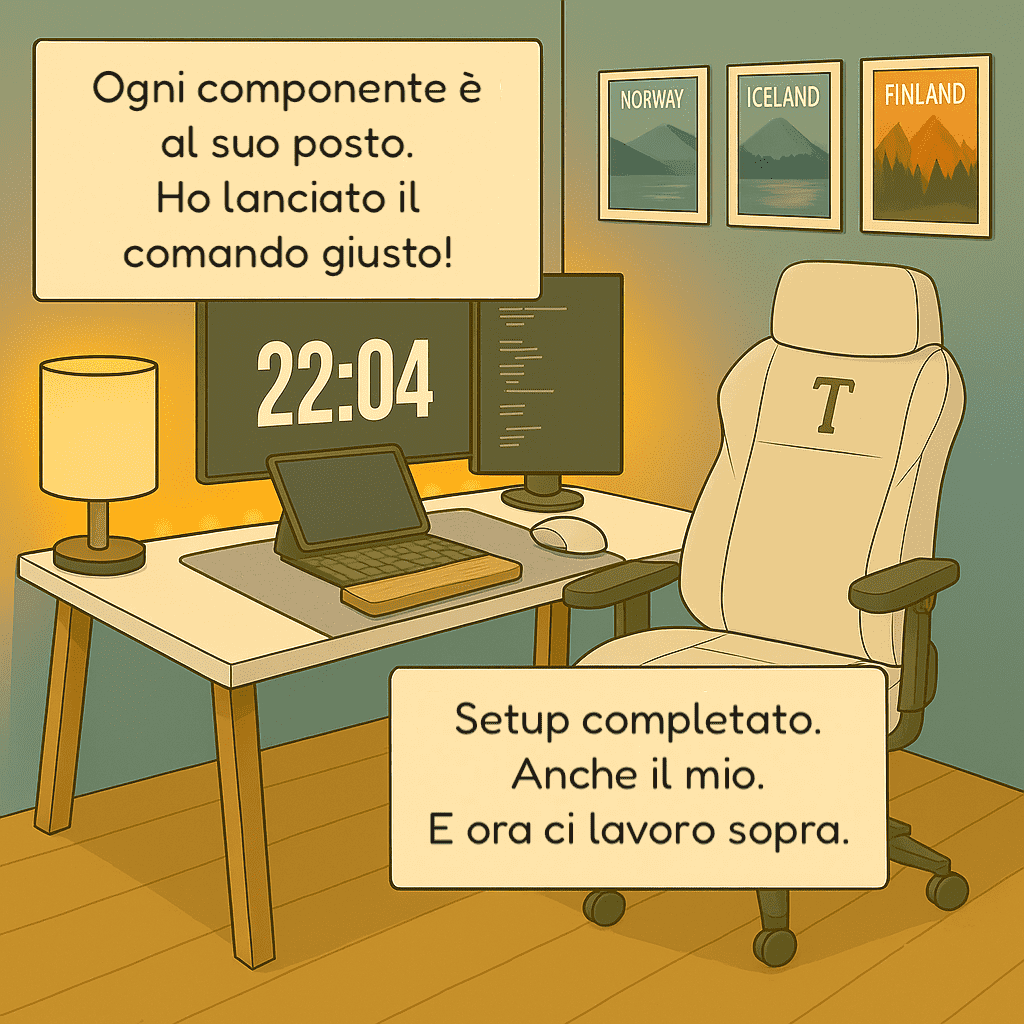 Ogni componente è
al suo posto.
Ho lanciato il
comando giusto!
NORWAY
ICELAND
FINLAND
22:04
T
Setup completato.
Anche il mio.
E ora ci lavoro sopra.